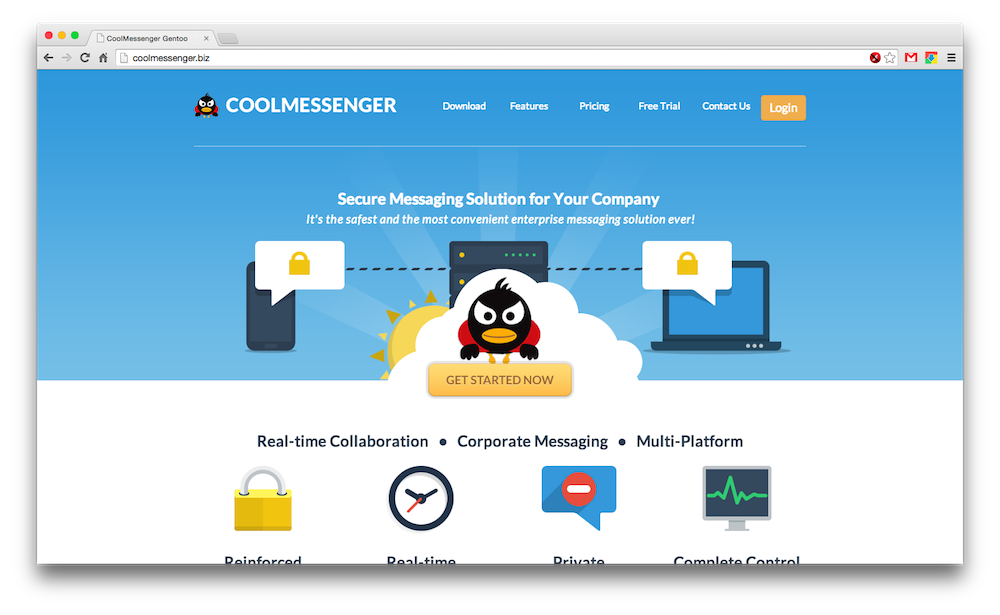 CoolMessenger Gentoo
coolmessenger.biz
COOLMESSENGER
Download Features Pricing Free Trial Contact Us Login
Secure Messaging Solution for Your Company
It's the safest and the most convenient enterprise messaging solution ever!
GET STARTED NOW
Real-time Collaboration • Corporate Messaging • Multi-Platform
Reinforced Real-time Private Complete Control